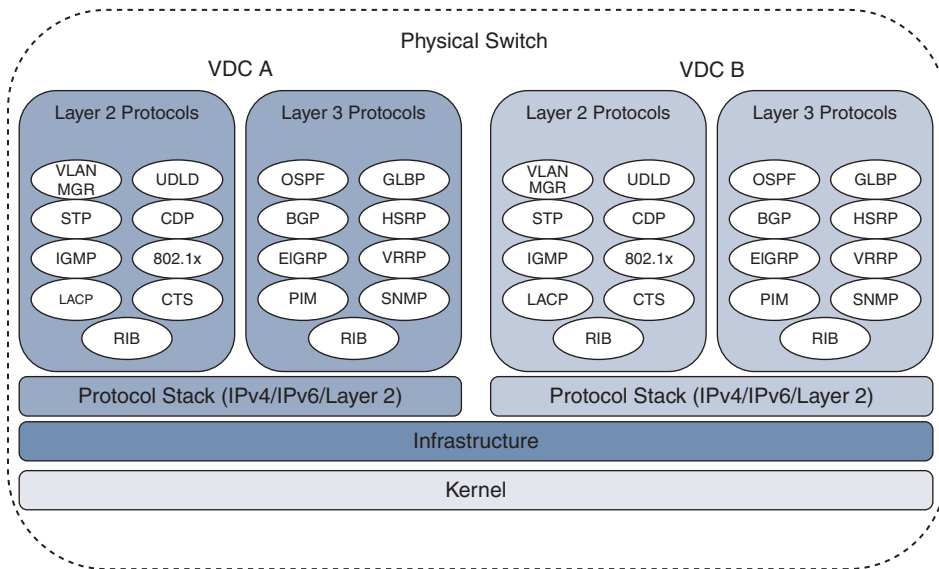 Physical Switch
VDC A
VDC B
Layer 2 Protocols
VLAN
MGR
UDLD
STP
CDP
IGMP
802.1x
LACP
CTS
RIB
Layer 3 Protocols
OSPF
GLBP
BGP
HSRP
EIGRP
VRRP
PIM
SNMP
RIB
Layer 2 Protocols
VLAN
MGR
UDLD
STP
CDP
IGMP
802.1x
LACP
CTS
RIB
Layer 3 Protocols
OSPF
GLBP
BGP
HSRP
EIGRP
VRRP
PIM
SNMP
RIB
Protocol Stack (IPv4/IPv6/Layer 2)
Protocol Stack (IPv4/IPv6/Layer 2)
Infrastructure
Kernel